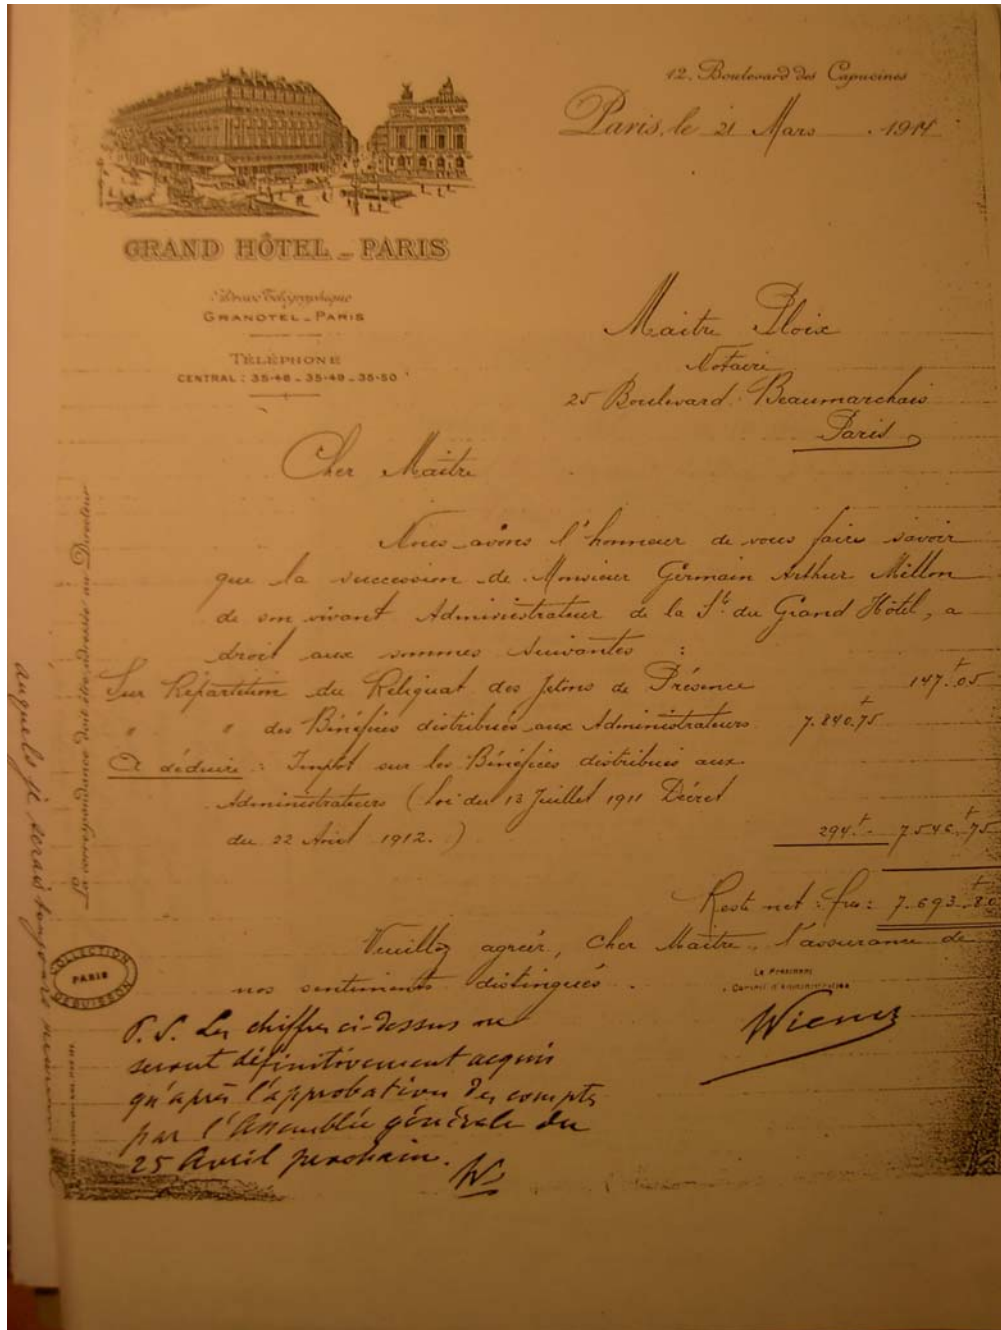 12, Boulevard des Capucines
Paris, le 21 Mars 1914
GRAND HÔTEL _ PARIS
Adresse Télégraphique
GRANOTEL _ PARIS
TÉLÉPHONE
CENTRAL : 35-48 _ 35-49 _ 35-50
Maitre Ploix
Notaire
25 Boulevard Beaumarchais
Paris
Cher Maître
Nous avons l'honneur de vous faire savoir
que la succession de Monsieur Germain Arthur Millon
de son vivant Administrateur de la Sté du Grand Hôtel, a
droit aux sommes suivantes :
Sur Répartition du Reliquat des Jetons de Présence 147.05
" " des Bénéfices distribués aux Administrateurs 7.840.75
A déduire : Impôt sur les Bénéfices distribués aux
Administrateurs (Loi du 13 Juillet 1911 Décret
du 22 Avril 1912.) 294 - 7.546.75
Reste net : frs : 7.693.80
Veuillez agréer, Cher Maître, l'assurance de
nos sentiments distingués.
Le Président
Conseil d'Administration
Wiener
P.S. Les chiffres ci-dessus ne
seront définitivement acquis
qu'après l'approbation des comptes
par l'Assemblée générale du
25 Avril prochain.
W
La correspondance doit être adressée au Directeur
COLLECTION
PARIS
DEBUISSON
auquels je serais toujours